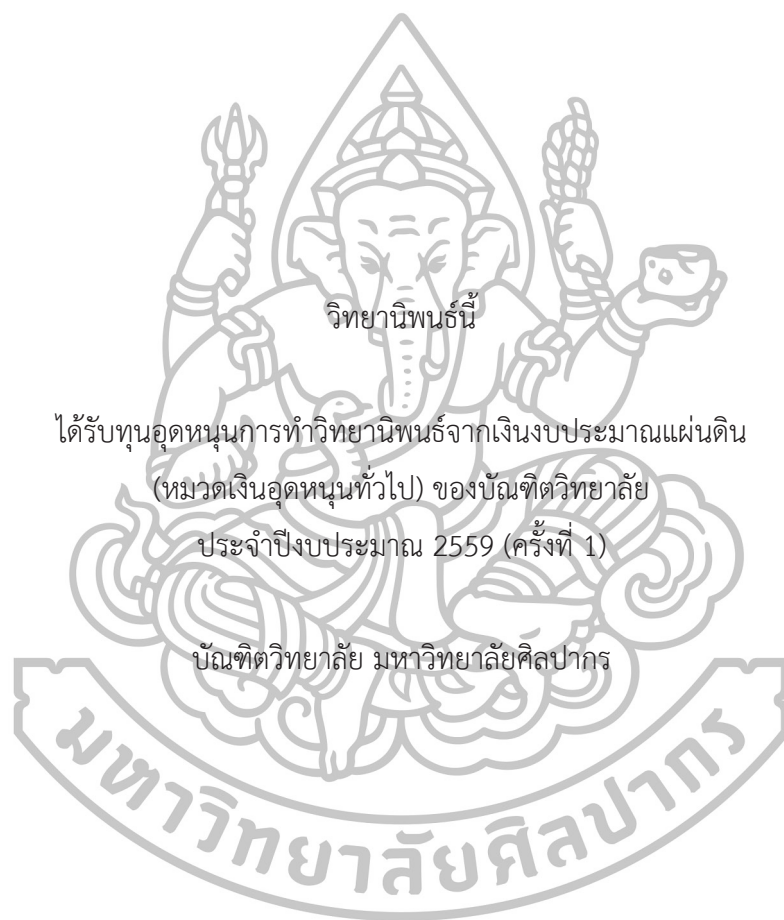 วิทยานิพนธ์นี้
ได้รับทุนอุดหนุนการทำวิทยานิพนธ์จากเงินงบประมาณแผ่นดิน
(หมวดเงินอุดหนุนทั่วไป) ของบัณฑิตวิทยาลัย
ประจำปีงบประมาณ 2559 (ครั้งที่ 1)
บัณฑิตวิทยาลัย มหาวิทยาลัยศิลปากร
มหาวิทยาลัยศิลปากร